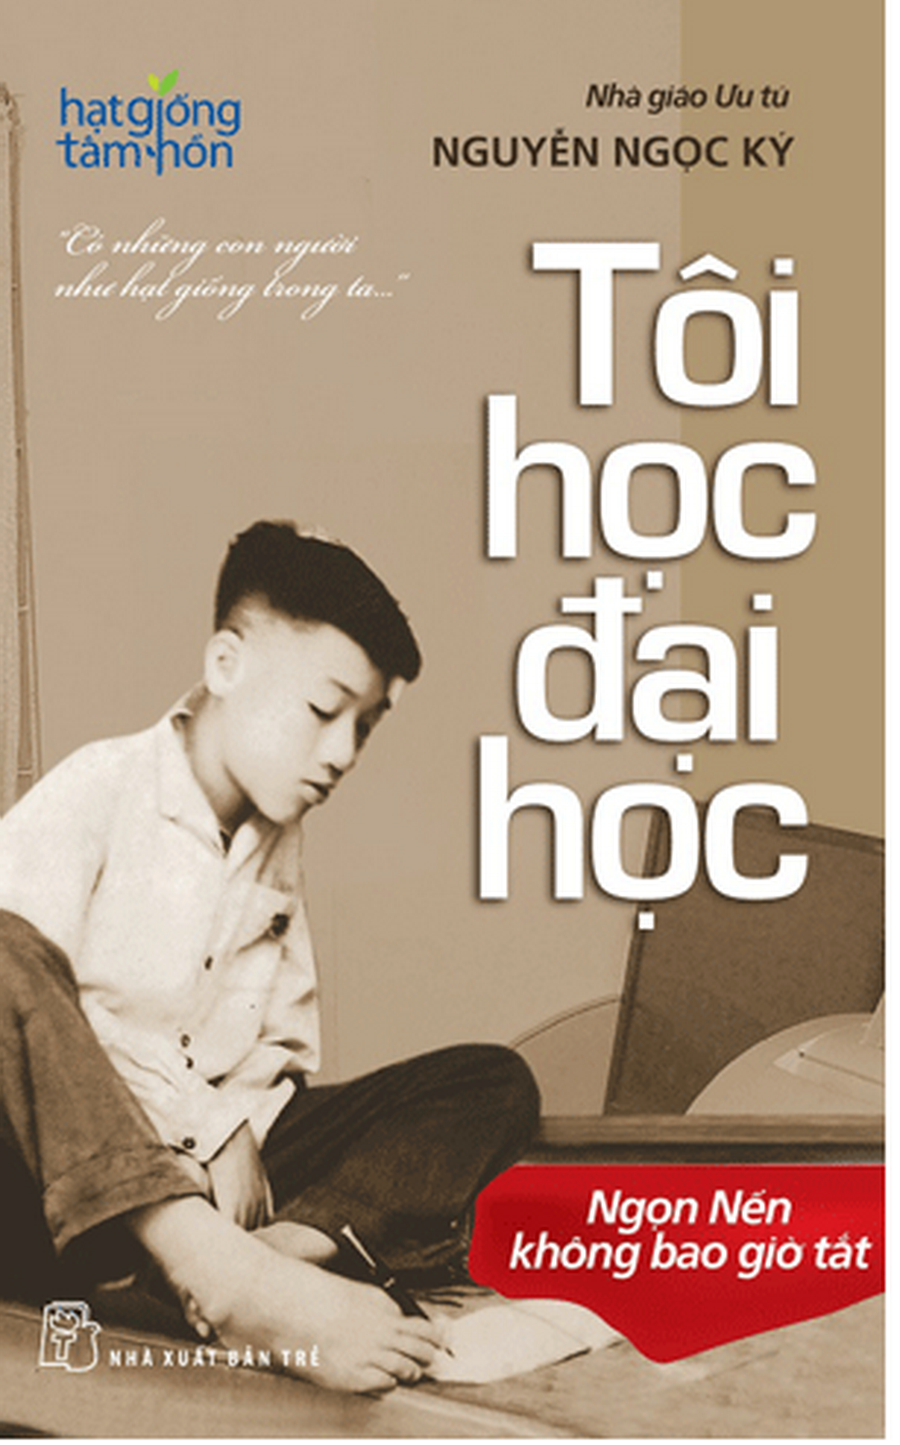 hạt giống
tâm hồn
Nhà giáo Ưu tú
NGUYỄN NGỌC KÝ
"Có những con người
như hạt giống trong ta..."
Tôi
học
đại
học
Ngọn Nến
không bao giờ tắt
NHÀ XUẤT BẢN TRẺ